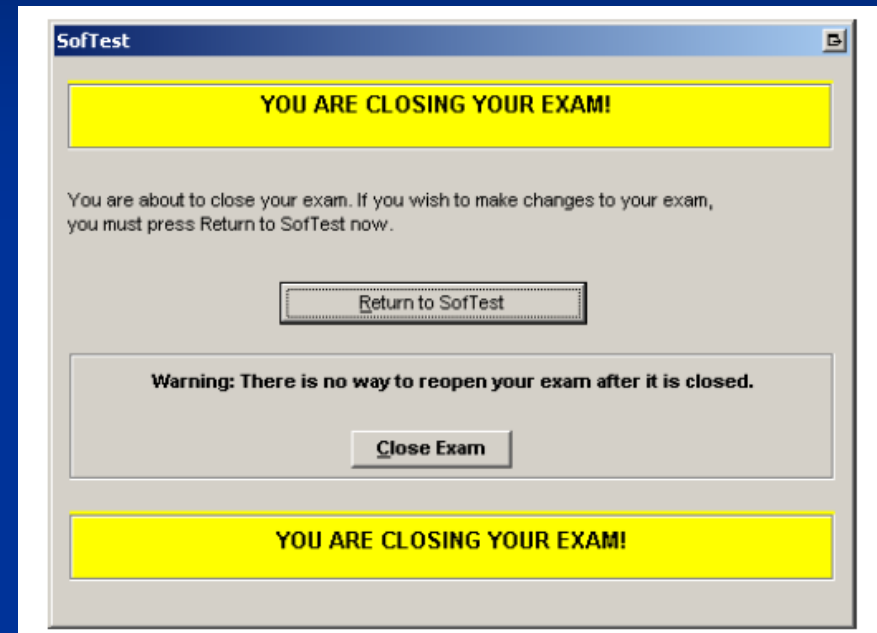 SofTest
YOU ARE CLOSING YOUR EXAM!
You are about to close your exam. If you wish to make changes to your exam,
you must press Return to SofTest now.
Return to SofTest
Warning: There is no way to reopen your exam after it is closed.
Close Exam
YOU ARE CLOSING YOUR EXAM!